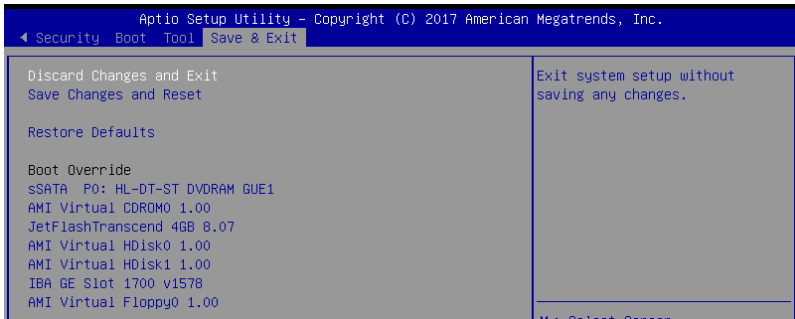 Aptio Setup Utility – Copyright (C) 2017 American Megatrends, Inc.
Security Boot Tool Save & Exit
Discard Changes and Exit
Save Changes and Reset
Restore Defaults
Boot Override
sSATA P0: HL-DT-ST DVDRAM GUE1
AMI Virtual CDROM0 1.00
JetFlashTranscend 4GB 8.07
AMI Virtual HDisk0 1.00
AMI Virtual HDisk1 1.00
IBA GE Slot 1700 v1578
AMI Virtual Floppy0 1.00
Exit system setup without
saving any changes.